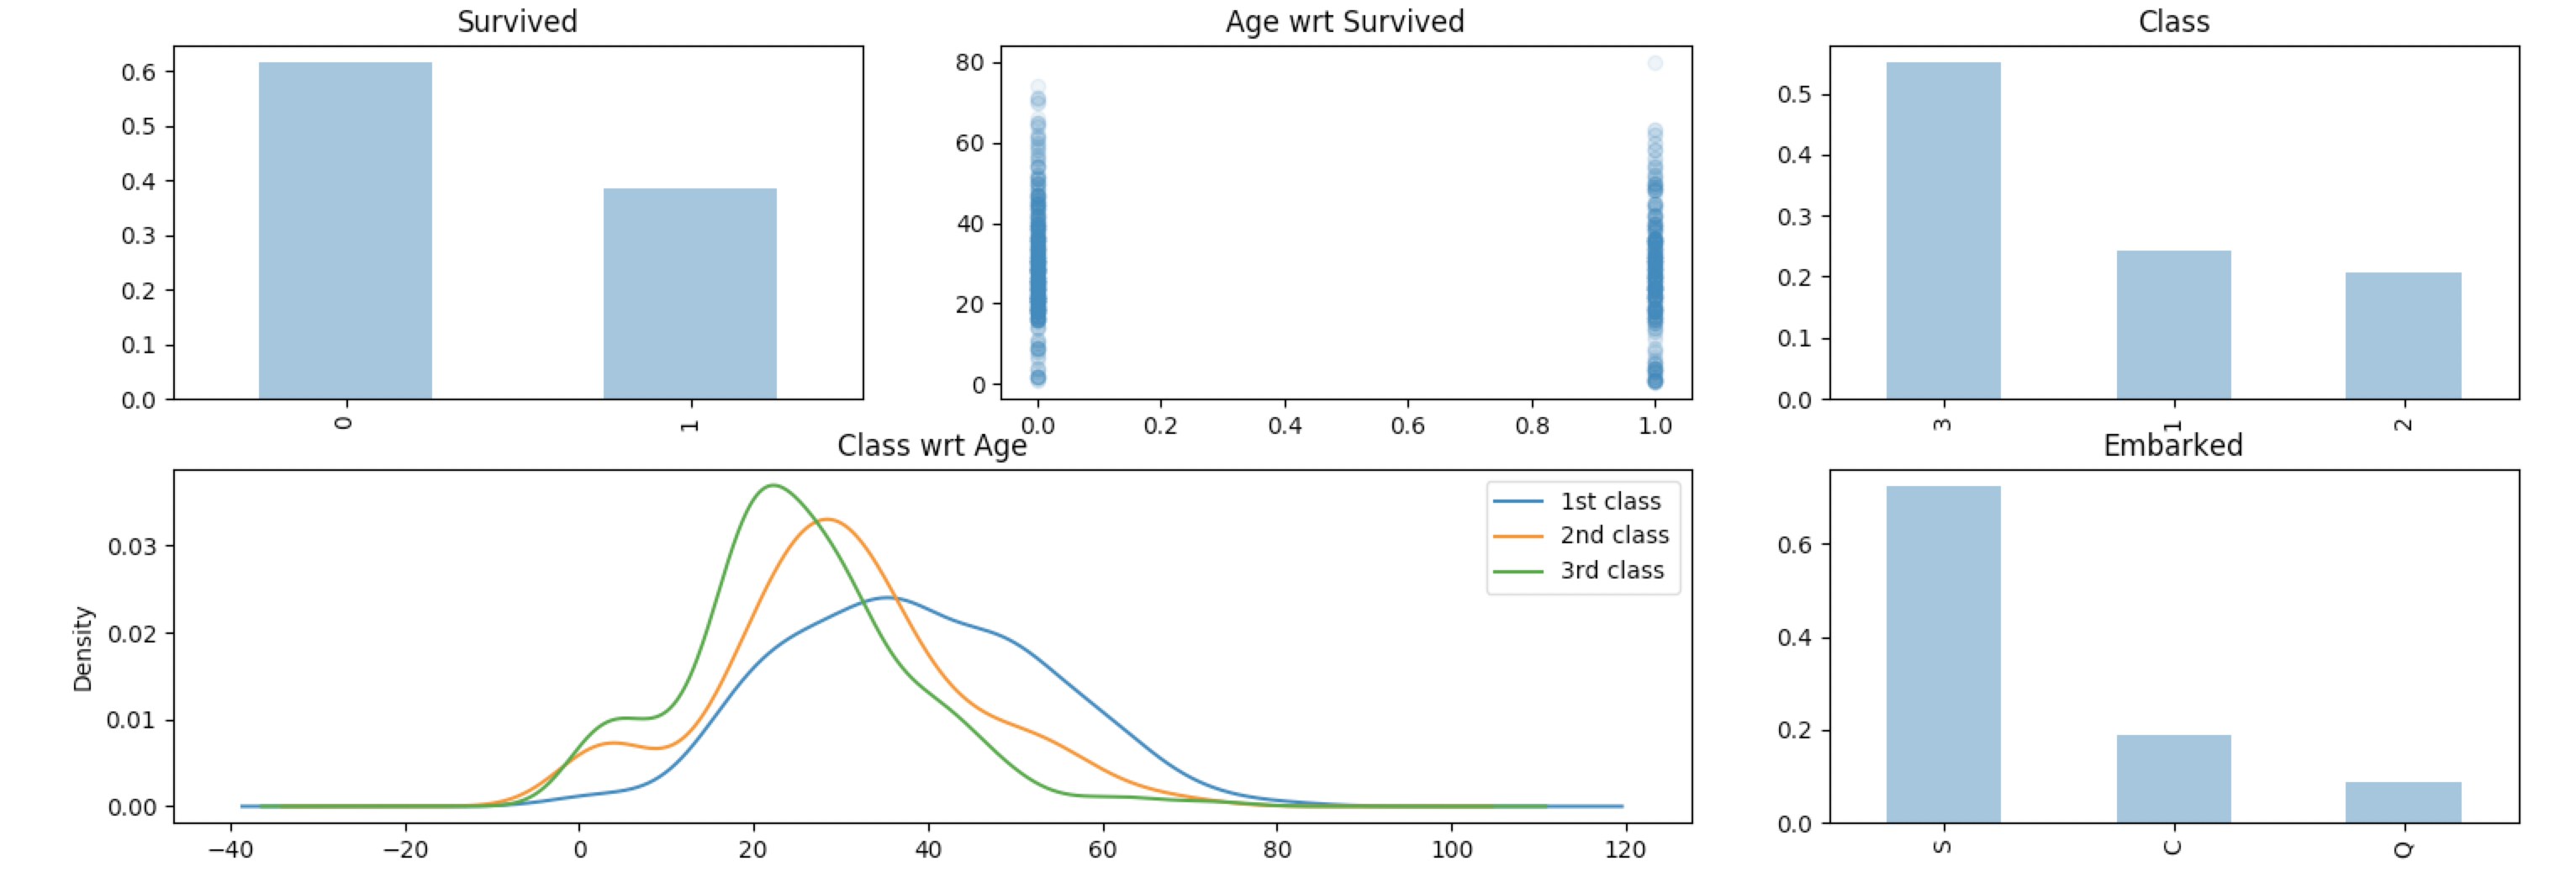 Survived
0.6
0.5
0.4
0.3
0.2
0.1
0.0
0
1
Age wrt Survived
80
60
40
20
0
0.0 0.2 0.4 0.6 0.8 1.0
Class
0.5
0.4
0.3
0.2
0.1
0.0
3
1
2
Class wrt Age
Density
0.03
0.02
0.01
0.00
−40 −20 0 20 40 60 80 100 120
1st class
2nd class
3rd class
Embarked
0.6
0.4
0.2
0.0
S
C
Q